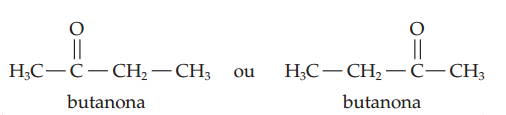 O O
|| ||
H₃C—C—CH₂—CH₃ ou H₃C—CH₂—C—CH₃
butanona butanona